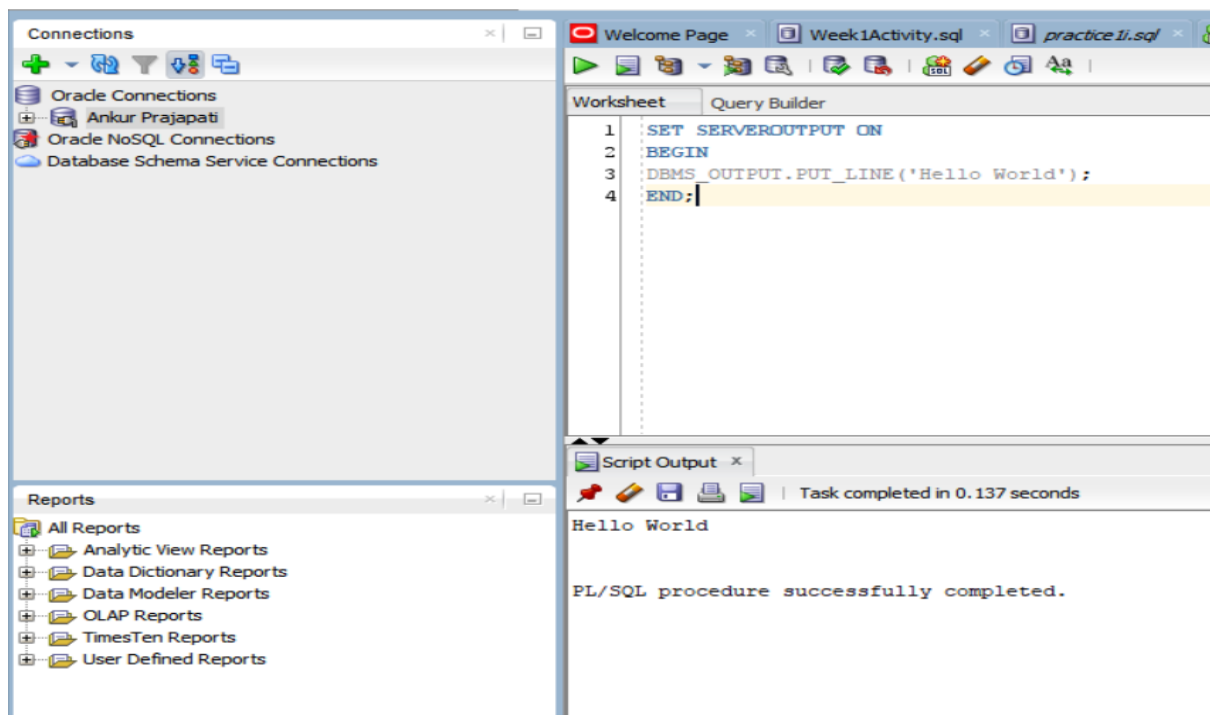 Connections
Oracle Connections
Ankur Prajapati
Oracle NoSQL Connections
Database Schema Service Connections
Reports
All Reports
Analytic View Reports
Data Dictionary Reports
Data Modeler Reports
OLAP Reports
TimesTen Reports
User Defined Reports
Welcome Page
Week1Activity.sql
practice1i.sql
SQL
Aa
Worksheet
Query Builder
1 SET SERVEROUTPUT ON
2 BEGIN
3 DBMS_OUTPUT.PUT_LINE('Hello World');
4 END;
Script Output
Task completed in 0.137 seconds
Hello World
PL/SQL procedure successfully completed.